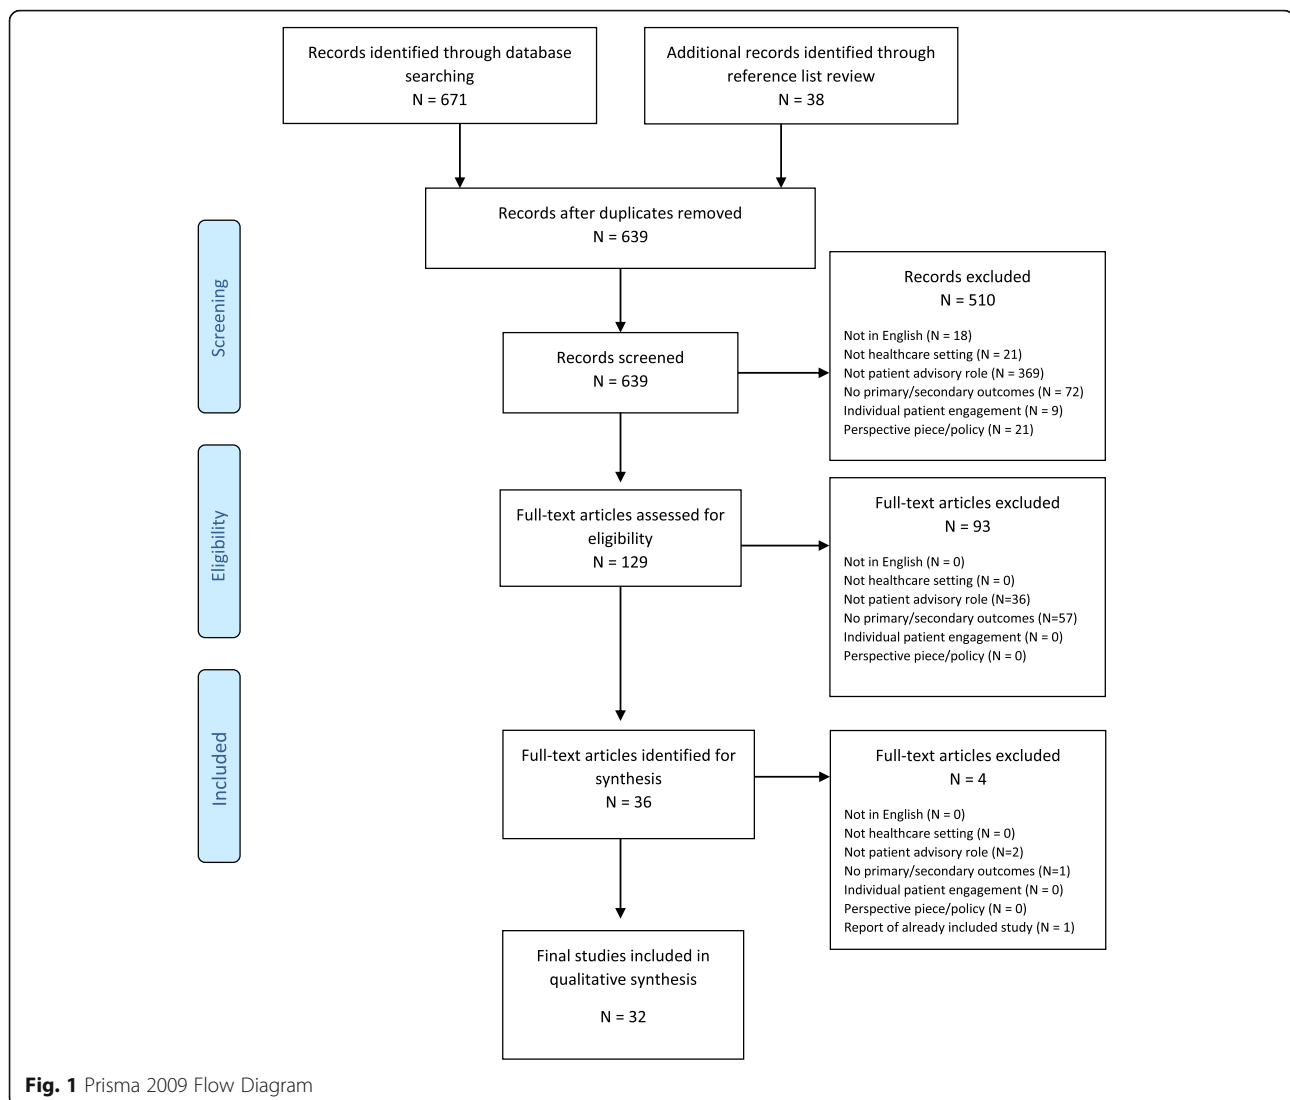 Records identified through database
searching
N = 671
Additional records identified through
reference list review
N = 38
Records after duplicates removed
N = 639
Screening
Records screened
N = 639
Records excluded
N = 510
Not in English (N = 18)
Not healthcare setting (N = 21)
Not patient advisory role (N = 369)
No primary/secondary outcomes (N = 72)
Individual patient engagement (N = 9)
Perspective piece/policy (N = 21)
Eligibility
Full-text articles assessed for
eligibility
N = 129
Full-text articles excluded
N = 93
Not in English (N = 0)
Not healthcare setting (N = 0)
Not patient advisory role (N=36)
No primary/secondary outcomes (N=57)
Individual patient engagement (N = 0)
Perspective piece/policy (N = 0)
Included
Full-text articles identified for
synthesis
N = 36
Full-text articles excluded
N = 4
Not in English (N = 0)
Not healthcare setting (N = 0)
Not patient advisory role (N=2)
No primary/secondary outcomes (N=1)
Individual patient engagement (N = 0)
Perspective piece/policy (N = 0)
Report of already included study (N = 1)
Final studies included in
qualitative synthesis
N = 32
Fig. 1 Prisma 2009 Flow Diagram